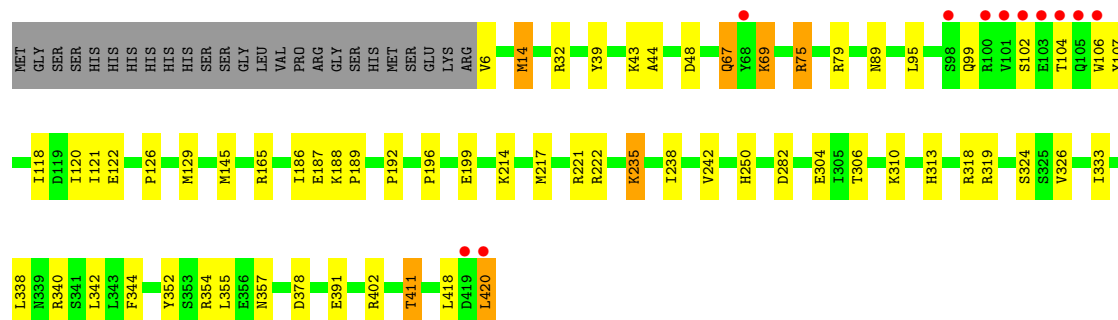 MET GLY SER SER HIS HIS HIS HIS HIS HIS SER SER GLY LEU VAL PRO ARG GLY SER HIS MET SER GLU LYS ARG V6 M14 R32 Y39 K43 A44 D48 Q67 Y68 K69 R75 R79 N89 L95 S98 Q99 R100 V101 S102 E103 T104 Q105 W106 Y107
I118 D119 I120 I121 E122 P126 M129 M145 R165 I186 E187 K188 P189 P192 P196 E199 K214 M217 R221 R222 K235 I238 V242 H250 D282 E304 I305 T306 K310 H313 R318 R319 S324 S325 V326 I333
L338 N339 R340 S341 L342 L343 F344 Y352 S353 R354 L355 E356 N357 D378 E391 R402 T411 L418 D419 L420